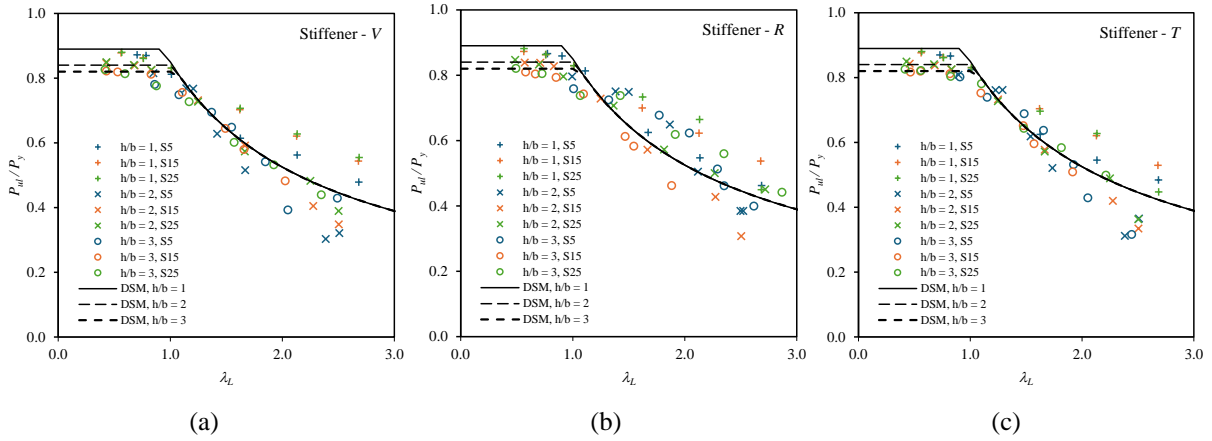 Stiffener - V
P_ul / P_y
1.0
0.8
0.6
0.4
0.2
0.0
h/b = 1, S5
h/b = 1, S15
h/b = 1, S25
h/b = 2, S5
h/b = 2, S15
h/b = 2, S25
h/b = 3, S5
h/b = 3, S15
h/b = 3, S25
DSM, h/b = 1
DSM, h/b = 2
DSM, h/b = 3
0.0 1.0 2.0 3.0
λ_L
(a)
Stiffener - R
P_ul / P_y
1.0
0.8
0.6
0.4
0.2
0.0
h/b = 1, S5
h/b = 1, S15
h/b = 1, S25
h/b = 2, S5
h/b = 2, S15
h/b = 2, S25
h/b = 3, S5
h/b = 3, S15
h/b = 3, S25
DSM, h/b = 1
DSM, h/b = 2
DSM, h/b = 3
0.0 1.0 2.0 3.0
λ_L
(b)
Stiffener - T
P_ul / P_y
1.0
0.8
0.6
0.4
0.2
0.0
h/b = 1, S5
h/b = 1, S15
h/b = 1, S25
h/b = 2, S5
h/b = 2, S15
h/b = 2, S25
h/b = 3, S5
h/b = 3, S15
h/b = 3, S25
DSM, h/b = 1
DSM, h/b = 2
DSM, h/b = 3
0.0 1.0 2.0 3.0
λ_L
(c)